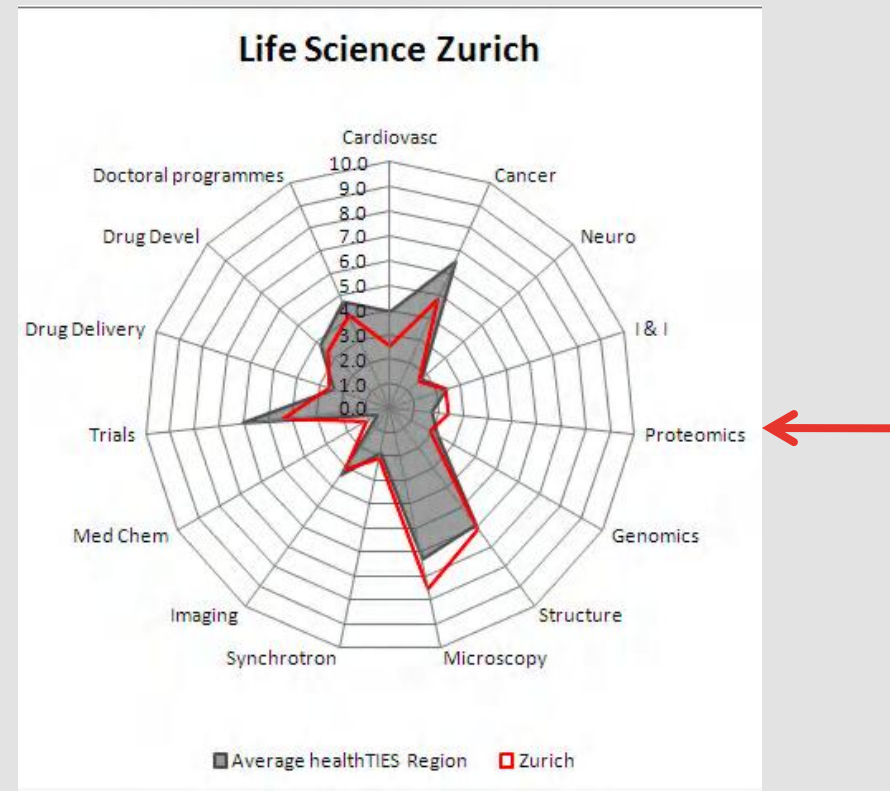 Life Science Zurich
Cardiovasc
10.0
Doctoral programmes
Cancer
9.0
8.0
Drug Devel
Neuro
7.0
6.0
5.0
4.0
Drug Delivery
I & I
3.0
2.0
1.0
0.0
Trials
Proteomics
Med Chem
Genomics
Imaging
Structure
Synchrotron
Microscopy
Average healthTIES Region
Zurich